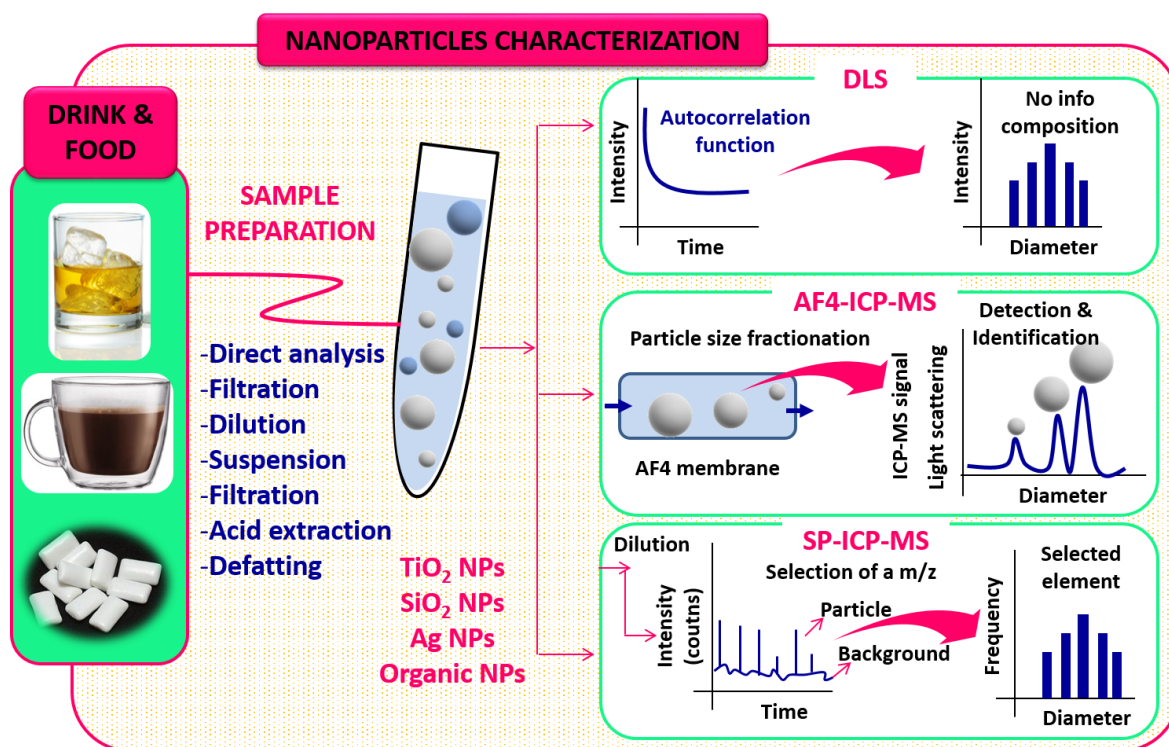 NANOPARTICLES CHARACTERIZATION
DRINK &
FOOD
SAMPLE
PREPARATION
-Direct analysis
-Filtration
-Dilution
-Suspension
-Filtration
-Acid extraction
-Defatting
TiO₂ NPs
SiO₂ NPs
Ag NPs
Organic NPs
DLS
Intensity
Autocorrelation
function
Time
No info
composition
Intensity
Diameter
AF4-ICP-MS
Particle size fractionation
AF4 membrane
Detection &
Identification
ICP-MS signal
Light scattering
Diameter
SP-ICP-MS
Dilution
Selection of a m/z
Intensity
(coutns)
Particle
Background
Time
Selected
element
Frequency
Diameter